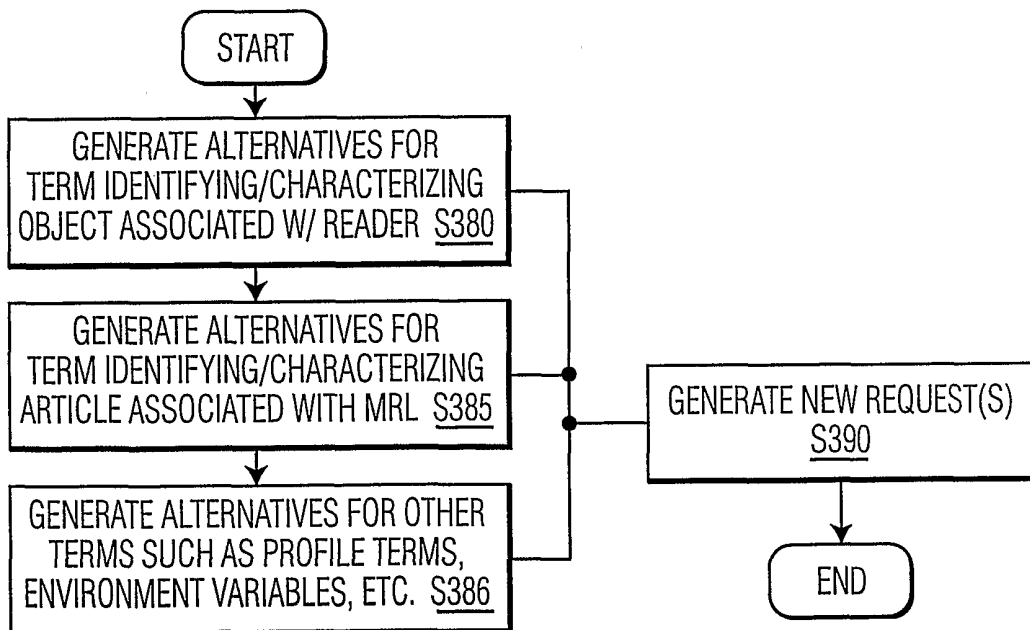 START
GENERATE ALTERNATIVES FOR
TERM IDENTIFYING/CHARACTERIZING
OBJECT ASSOCIATED W/ READER S380
GENERATE ALTERNATIVES FOR
TERM IDENTIFYING/CHARACTERIZING
ARTICLE ASSOCIATED WITH MRL S385
GENERATE ALTERNATIVES FOR OTHER
TERMS SUCH AS PROFILE TERMS,
ENVIRONMENT VARIABLES, ETC. S386
GENERATE NEW REQUEST(S)
S390
END